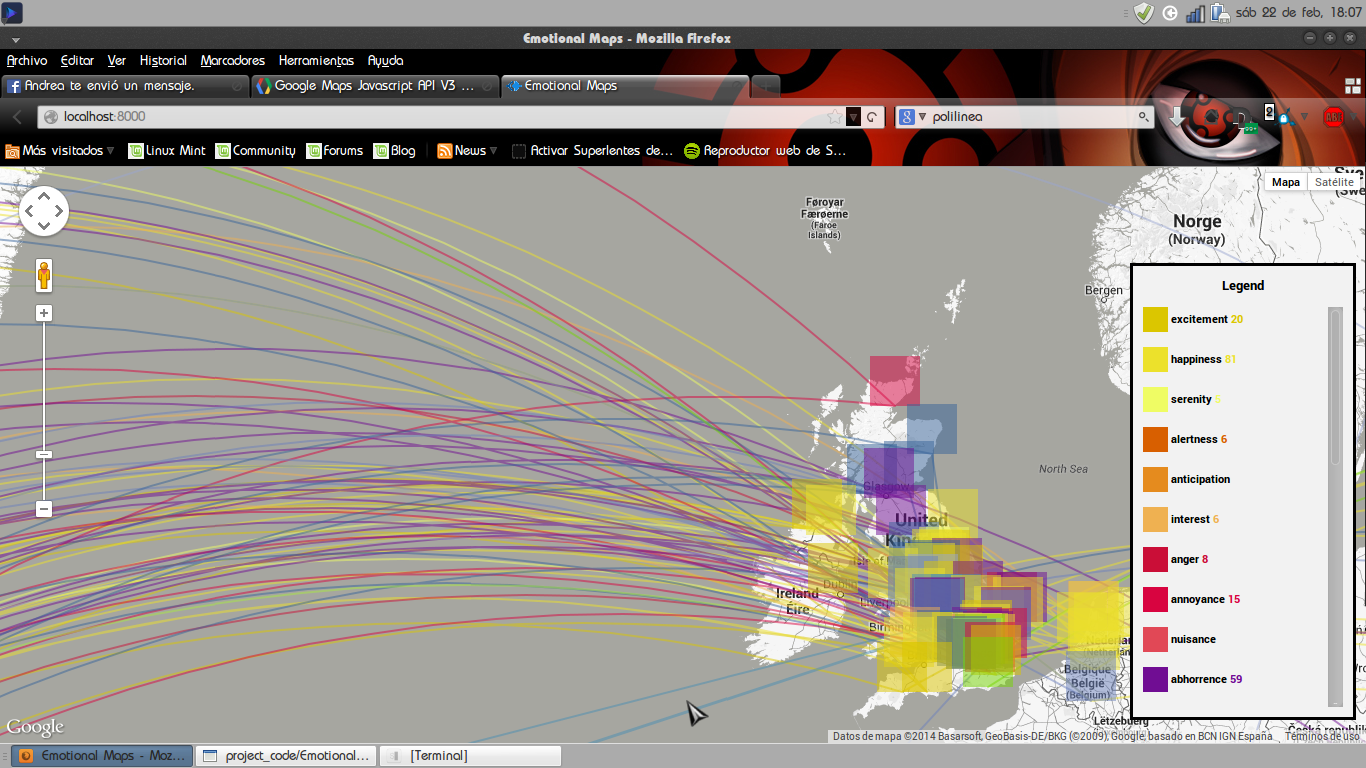 sáb 22 de feb, 18:07
Emotional Maps - Mozilla Firefox
Archivo Editar Ver Historial Marcadores Herramientas Ayuda
Andrea te envió un mensaje.
Google Maps Javascript API V3 ...
Emotional Maps
localhost:8000
polilinea
2
ABP
Más visitados
Linux Mint
Community
Forums
Blog
News
Activar Superlentes de...
Reproductor web de S...
Mapa
Satélite
Føroyar
Færøerne
(Faroe
Islands)
Norge
(Norway)
Bergen
North Sea
Glasgow
United
Isle of
Dublin
Ireland
Éire
Belgique
België
(Belgium)
Legend
excitement 20
happiness 81
serenity
alertness 6
anticipation
interest 6
anger 8
annoyance 15
nuisance
abhorrence 59
Google
Datos de mapa ©2014 Basarsoft, GeoBasis-DE/BKG (©2009), Google, basado en BCN IGN España
Términos de uso
Emotional Maps - Moz...
project_code/Emotional...
[Terminal]